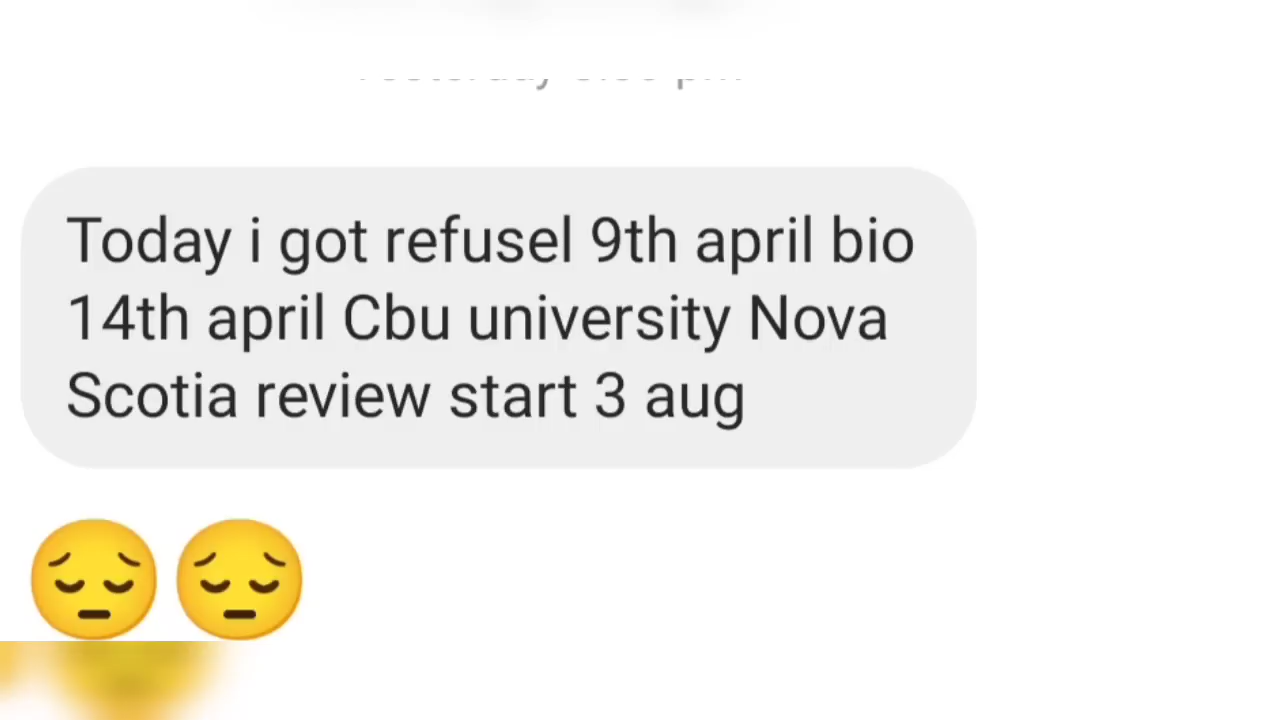 Today i got refusel 9th april bio
14th april Cbu university Nova
Scotia review start 3 aug